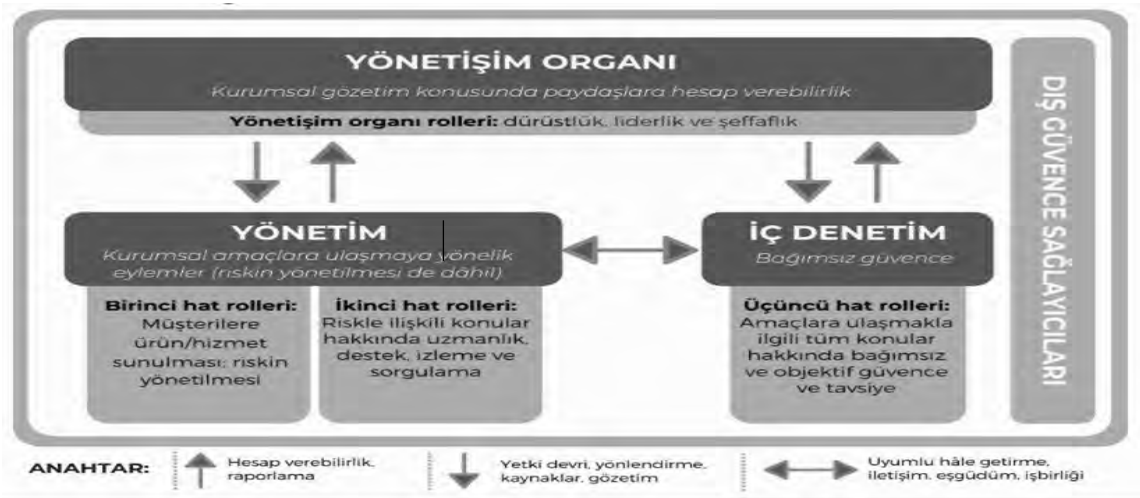 YÖNETİŞİM ORGANI
Kurumsal gözetim konusunda paydaşlara hesap verebilirlik
Yönetişim organı rolleri: dürüstlük, liderlik ve şeffaflık
YÖNETİM
Kurumsal amaçlara ulaşmaya yönelik
eylemler (riskin yönetilmesi de dâhil)
Birinci hat rolleri:
Müşterilere
ürün/hizmet
sunulması; riskin
yönetilmesi
İkinci hat rolleri:
Riskle ilişkili konular
hakkında uzmanlık,
destek, izleme ve
sorgulama
İÇ DENETİM
Bağımsız güvence
Üçüncü hat rolleri:
Amaçlara ulaşmakla
ilgili tüm konular
hakkında bağımsız
ve objektif güvence
ve tavsiye
DIŞ GÜVENCE SAĞLAYICILARI
ANAHTAR:
Hesap verebilirlik,
raporlama
Yetki devri, yönlendirme,
kaynaklar, gözetim
Uyumlu hâle getirme,
iletişim, eşgüdüm, işbirliği